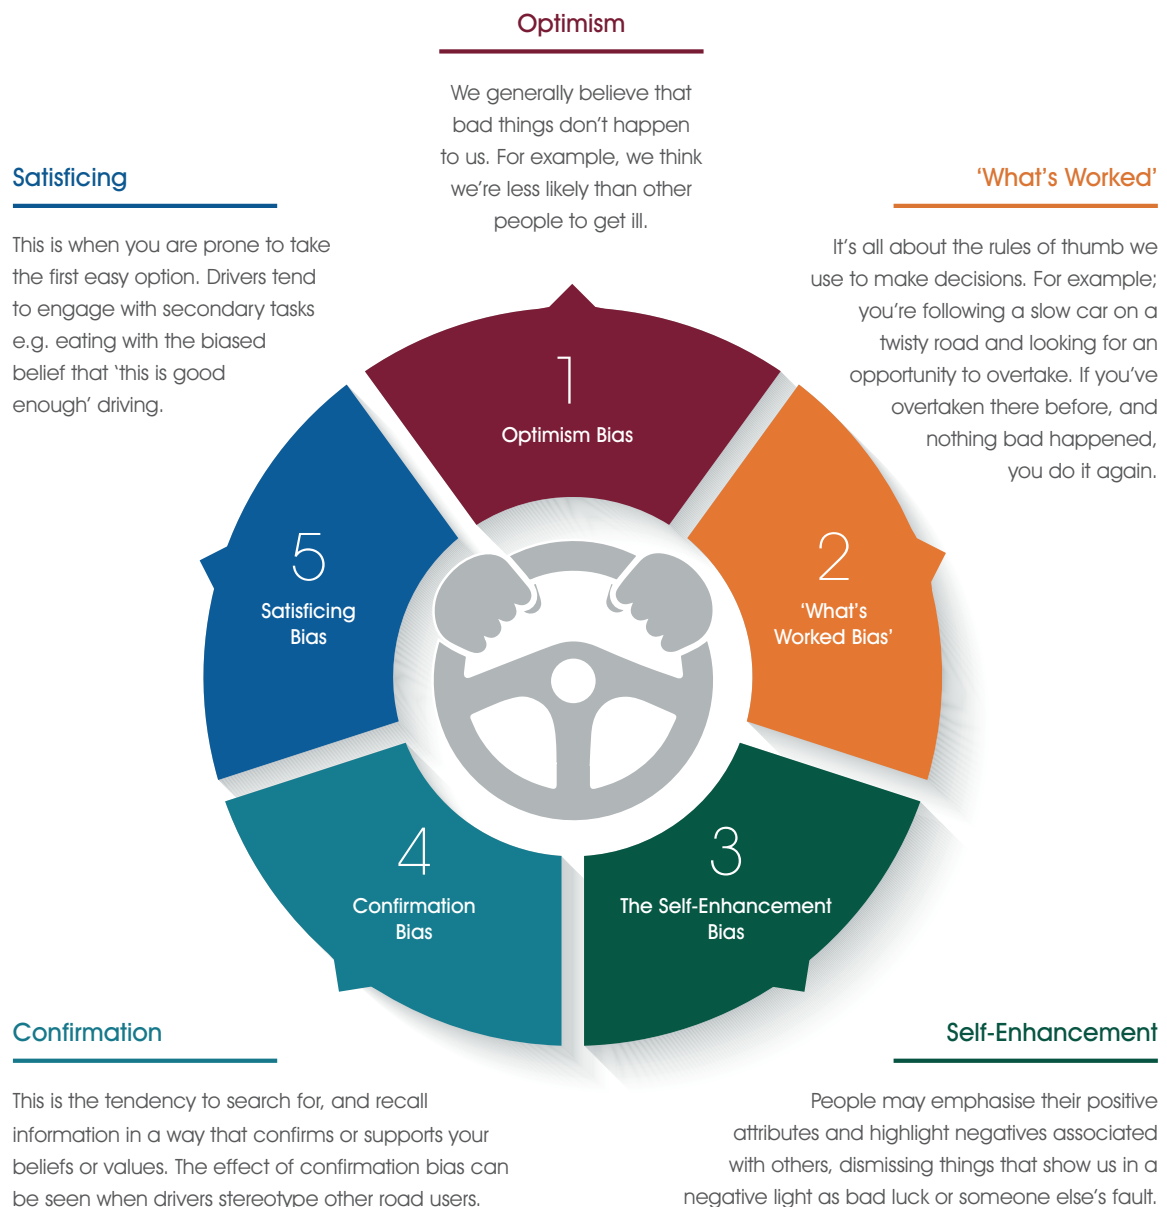 Optimism
We generally believe that
bad things don't happen
to us. For example, we think
we're less likely than other
people to get ill.
Satisficing
This is when you are prone to take
the first easy option. Drivers tend
to engage with secondary tasks
e.g. eating with the biased
belief that 'this is good
enough' driving.
'What's Worked'
It's all about the rules of thumb we
use to make decisions. For example;
you're following a slow car on a
twisty road and looking for an
opportunity to overtake. If you've
overtaken there before, and
nothing bad happened,
you do it again.
1
Optimism Bias
2
'What's
Worked Bias'
3
The Self-Enhancement
Bias
4
Confirmation
Bias
5
Satisficing
Bias
Confirmation
This is the tendency to search for, and recall
information in a way that confirms or supports your
beliefs or values. The effect of confirmation bias can
be seen when drivers stereotype other road users.
Self-Enhancement
People may emphasise their positive
attributes and highlight negatives associated
with others, dismissing things that show us in a
negative light as bad luck or someone else's fault.